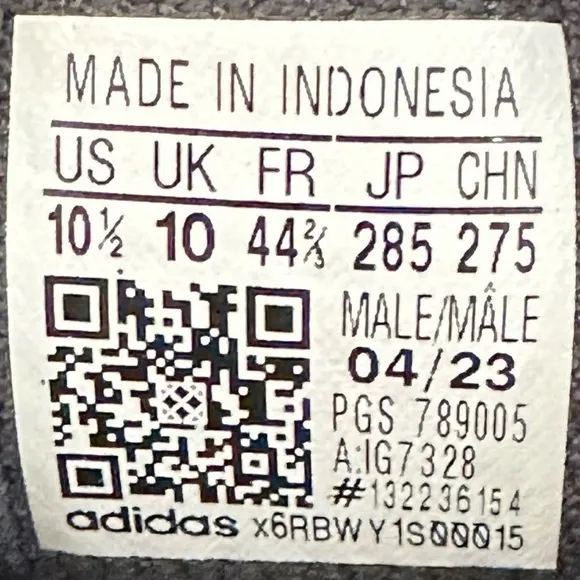 MADE IN INDONESIA
US UK FR JP CHN
10½ 10 44⅔ 285 275
MALE/MÂLE
04/23
PGS 789005
A:IG7328
#132236154
adidas X6RBWY1S00015